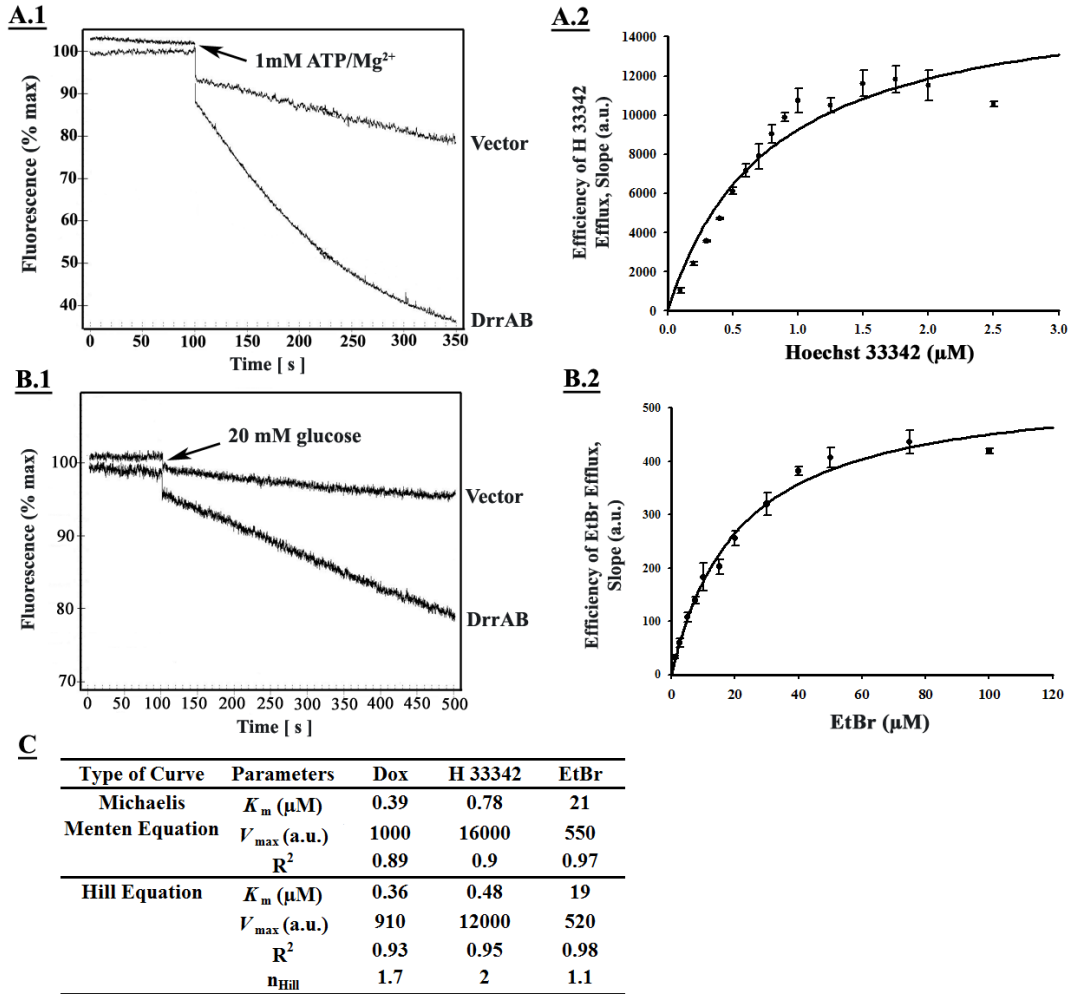 A.1
Fluorescence (% max)
100
90
80
70
60
50
40
1mM ATP/Mg²⁺
Vector
DrrAB
0 50 100 150 200 250 300 350
Time [ s ]
A.2
Efficiency of H 33342
Efflux, Slope (a.u.)
14000
12000
10000
8000
6000
4000
2000
0
0.0 0.5 1.0 1.5 2.0 2.5 3.0
Hoechst 33342 (μM)
B.1
Fluorescence (% max)
100
90
80
70
20 mM glucose
Vector
DrrAB
0 50 100 150 200 250 300 350 400 450 500
Time [ s ]
B.2
Efficiency of EtBr Efflux,
Slope (a.u.)
500
400
300
200
100
0
0 20 40 60 80 100 120
EtBr (μM)
C
Type of Curve Parameters Dox H 33342 EtBr
Michaelis K m (μM) 0.39 0.78 21
Menten Equation V max (a.u.) 1000 16000 550
R² 0.89 0.9 0.97
Hill Equation K m (μM) 0.36 0.48 19
V max (a.u.) 910 12000 520
R² 0.93 0.95 0.98
nHill 1.7 2 1.1